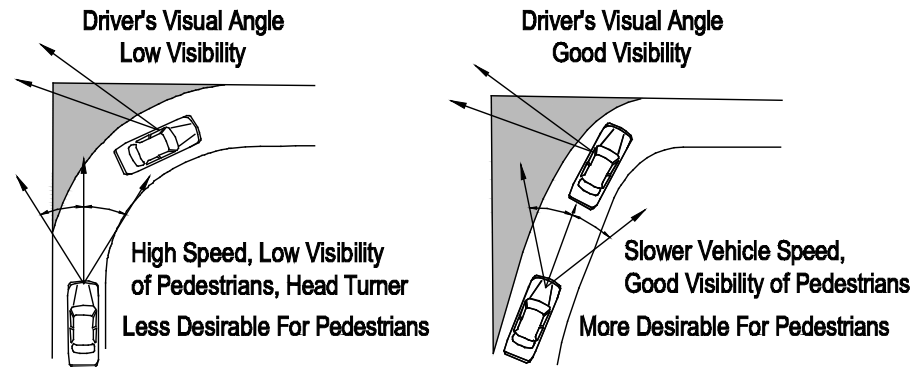 Driver's Visual Angle
Low Visibility
High Speed, Low Visibility
of Pedestrians, Head Turner
Less Desirable For Pedestrians
Driver's Visual Angle
Good Visibility
Slower Vehicle Speed,
Good Visibility of Pedestrians
More Desirable For Pedestrians